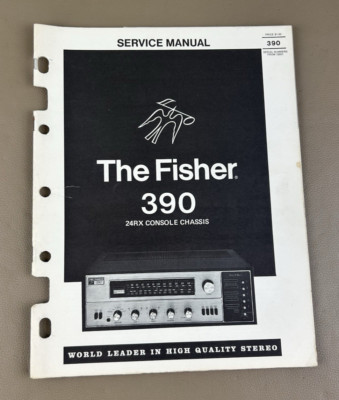 SERVICE MANUAL
390
The Fisher®
390
24RX CONSOLE CHASSIS
WORLD LEADER IN HIGH QUALITY STEREO